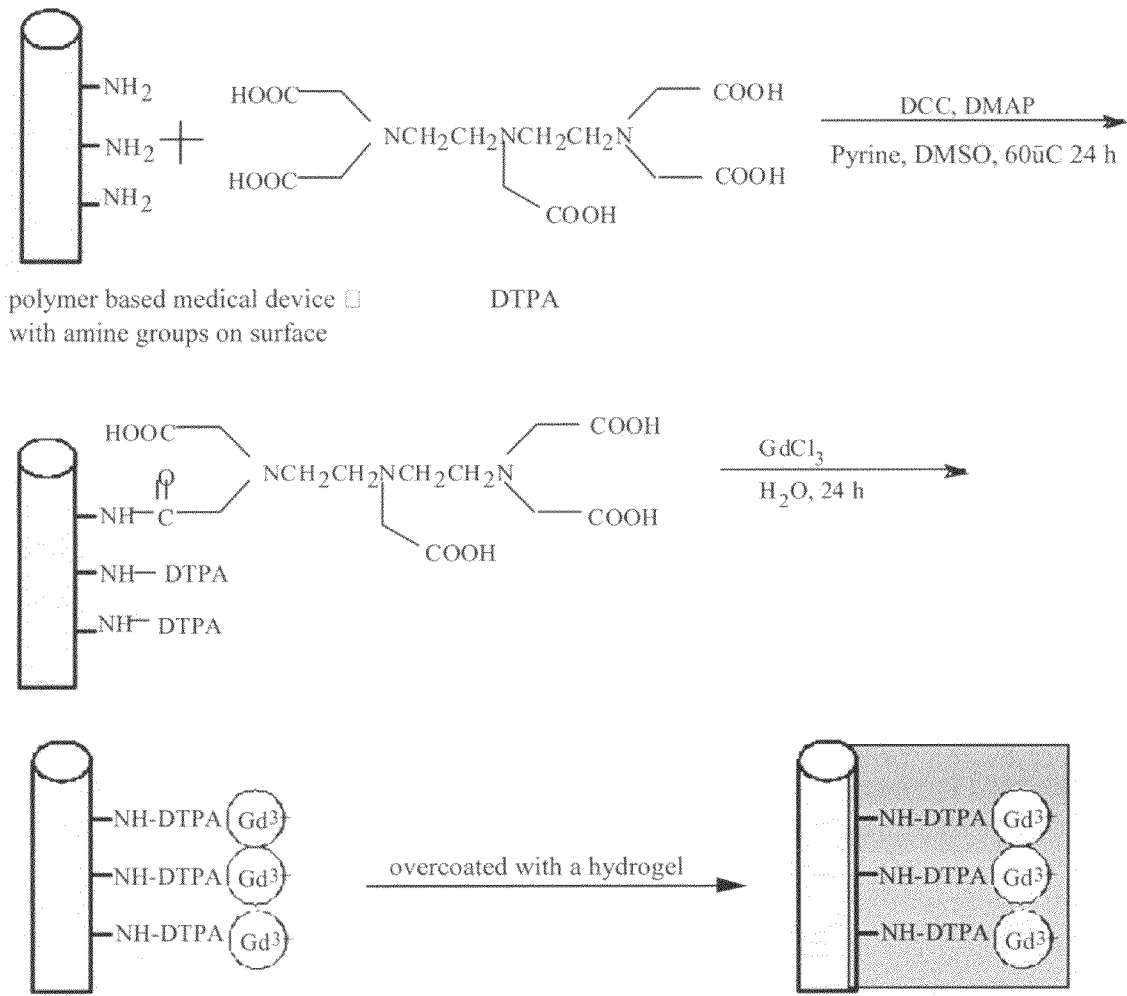 NH2
NH2
NH2
+
HOOC
HOOC
NCH2CH2NCH2CH2N
COOH
COOH
COOH
DCC, DMAP
Pyrine, DMSO, 60ūC 24 h
polymer based medical device □
with amine groups on surface
DTPA
HOOC
O
NH C
NCH2CH2NCH2CH2N
COOH
COOH
COOH
NH— DTPA
NH— DTPA
GdCl3
H2O, 24 h
NH-DTPA Gd3+
NH-DTPA Gd3+
NH-DTPA Gd3+
overcoated with a hydrogel
NH-DTPA Gd3+
NH-DTPA Gd3+
NH-DTPA Gd3+